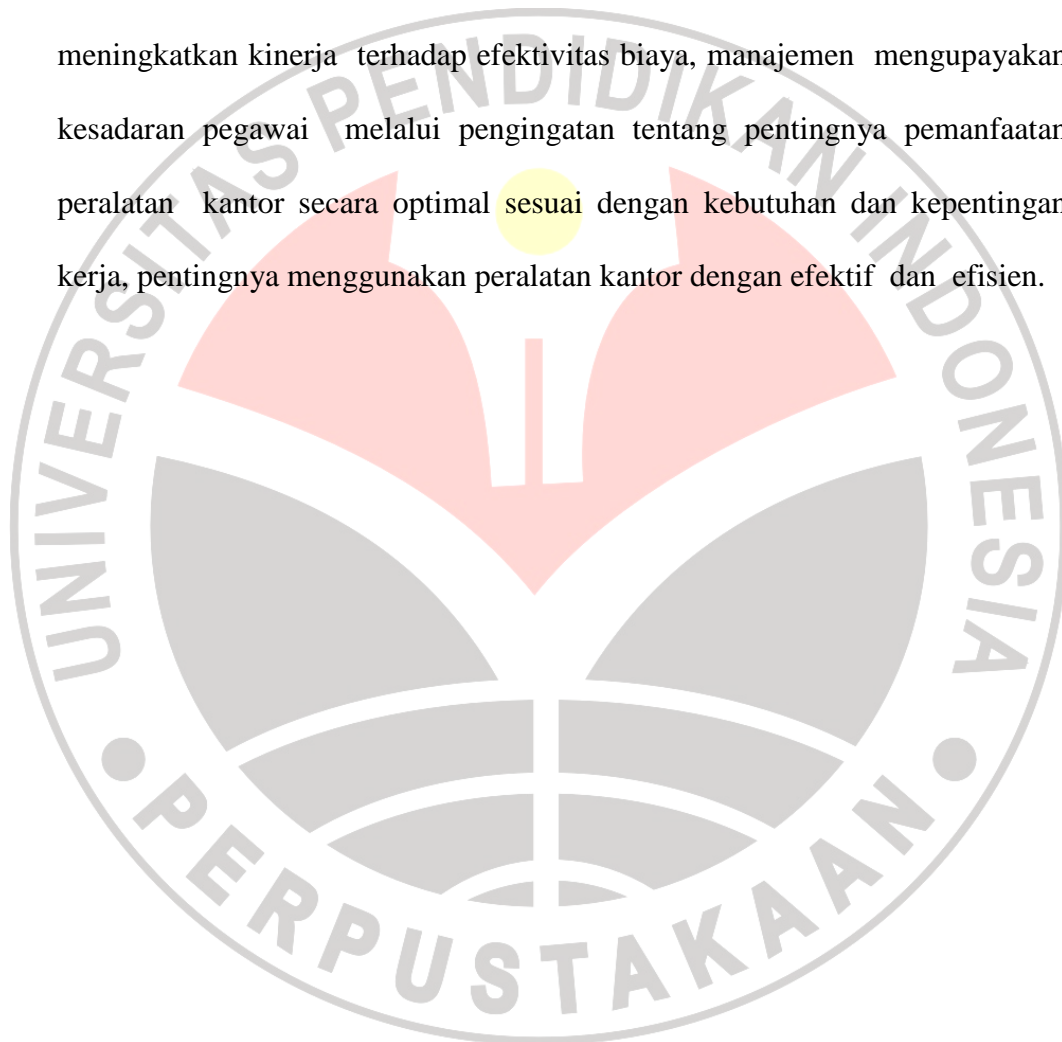 meningkatkan kinerja terhadap efektivitas biaya, manajemen mengupayakan
kesadaran pegawai melalui pengingatan tentang pentingnya pemanfaatan
peralatan kantor secara optimal sesuai dengan kebutuhan dan kepentingan
kerja, pentingnya menggunakan peralatan kantor dengan efektif dan efisien.
UNIVERSITAS PENDIDIKAN INDONESIA
PERPUSTAKAAN